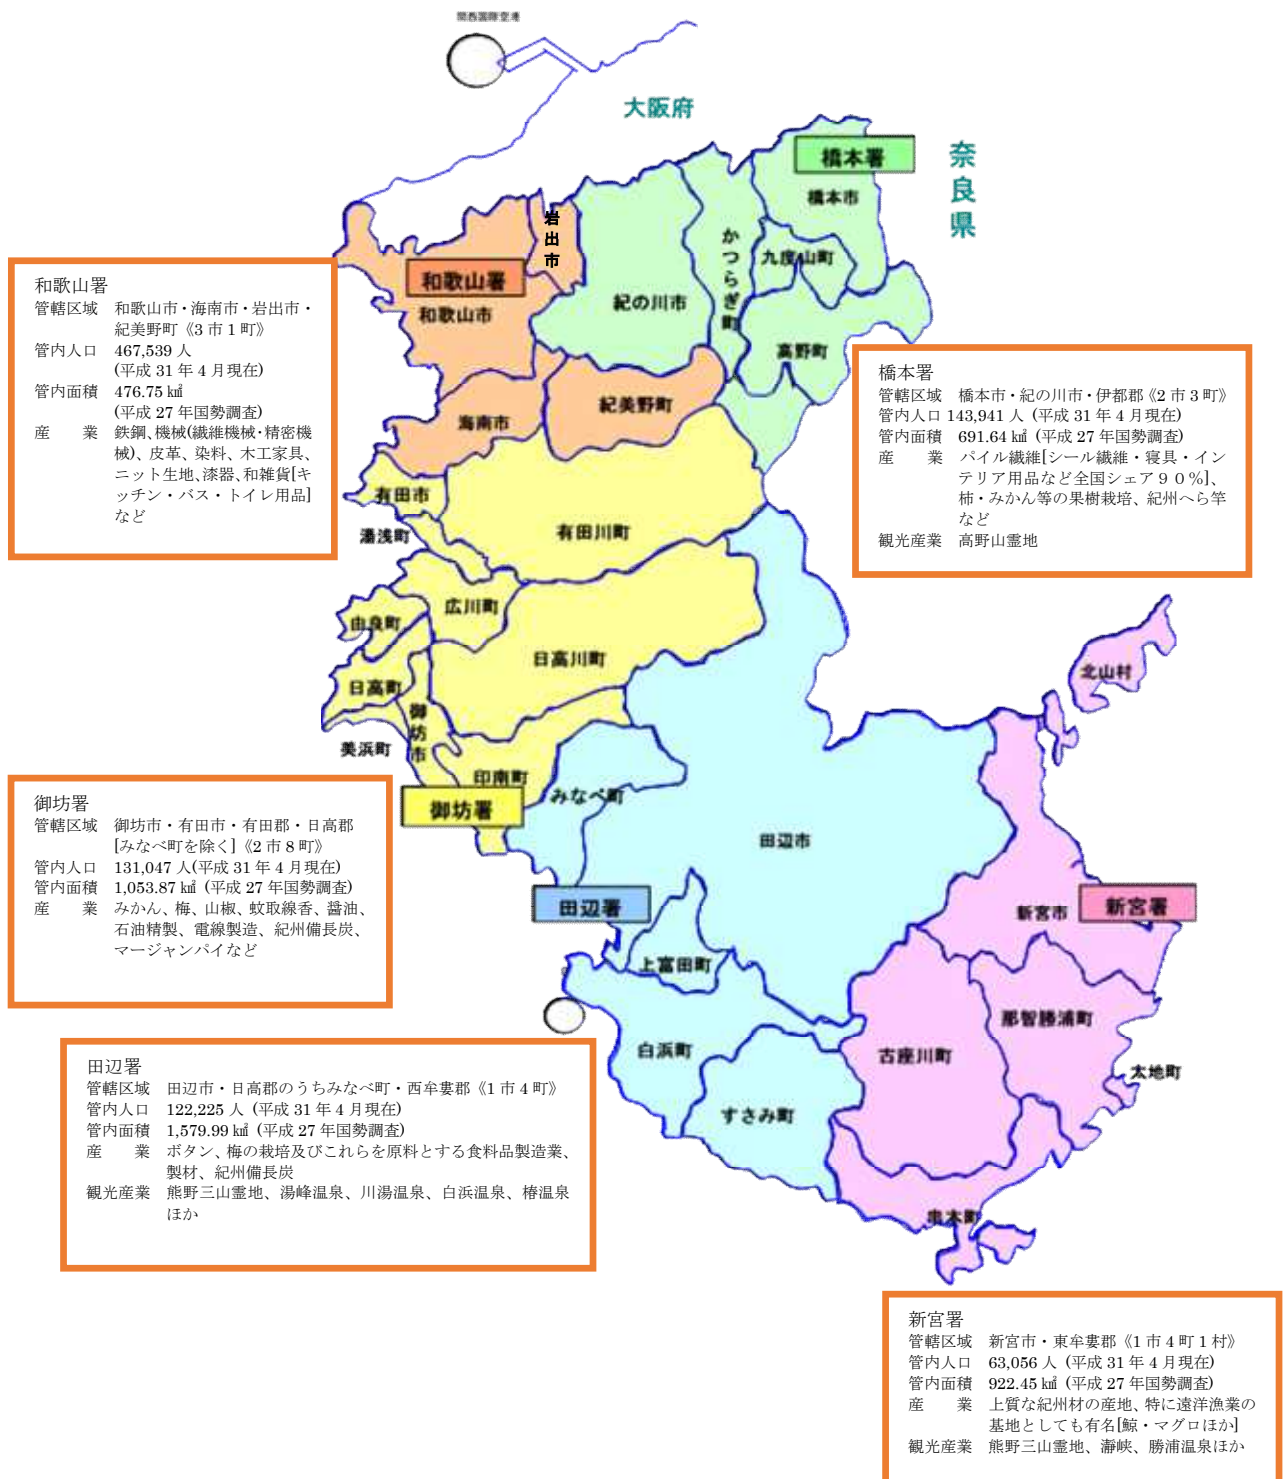 関西国際空港
大阪府
奈良県
橋本署
橋本市
岩出市
かつらぎ町
九度山町
和歌山署
和歌山市
紀の川市
高野町
和歌山署
管轄区域 和歌山市・海南市・岩出市・
紀美野町《3市1町》
管内人口 467,539 人
(平成 31 年 4 月現在)
管内面積 476.75 ㎢
(平成 27 年国勢調査)
産 業 鉄鋼、機械(繊維機械・精密機
械)、皮革、染料、木工家具、
ニット生地、漆器、和雑貨[キ
ッチン・バス・トイレ用品]
など
橋本署
管轄区域 橋本市・紀の川市・伊都郡《2 市 3 町》
管内人口 143,941 人 (平成 31 年 4 月現在)
管内面積 691.64 ㎢ (平成 27 年国勢調査)
産 業 パイル繊維[シール繊維・寝具・イン
テリア用品など全国シェア９０%]、
柿・みかん等の果樹栽培、紀州へら竿
など
観光産業 高野山霊地
紀美野町
海南市
有田市
湯浅町
有田川町
広川町
由良町
日高川町
日高町
御坊市
美浜町
印南町
みなべ町
北山村
御坊署
田辺市
御坊署
管轄区域 御坊市・有田市・有田郡・日高郡
[みなべ町を除く]《2 市 8 町》
管内人口 131,047 人(平成 31 年 4 月現在)
管内面積 1,053.87 ㎢ (平成 27 年国勢調査)
産 業 みかん、梅、山椒、蚊取線香、醤油、
石油精製、電線製造、紀州備長炭、
マージャンパイなど
田辺署
新宮市
新宮署
上富田町
白浜町
すさみ町
古座川町
那智勝浦町
太地町
串本町
田辺署
管轄区域 田辺市・日高郡のうちみなべ町・西牟婁郡《1 市 4 町》
管内人口 122,225 人 (平成 31 年 4 月現在)
管内面積 1,579.99 ㎢ (平成 27 年国勢調査)
産 業 ボタン、梅の栽培及びこれらを原料とする食料品製造業、
製材、紀州備長炭
観光産業 熊野三山霊地、湯峰温泉、川湯温泉、白浜温泉、椿温泉
ほか
新宮署
管轄区域 新宮市・東牟婁郡《1 市 4 町 1 村》
管内人口 63,056 人 (平成 31 年 4 月現在)
管内面積 922.45 ㎢ (平成 27 年国勢調査)
産 業 上質な紀州材の産地、特に遠洋漁業の
基地としても有名[鯨・マグロほか]
観光産業 熊野三山霊地、瀞峡、勝浦温泉ほか